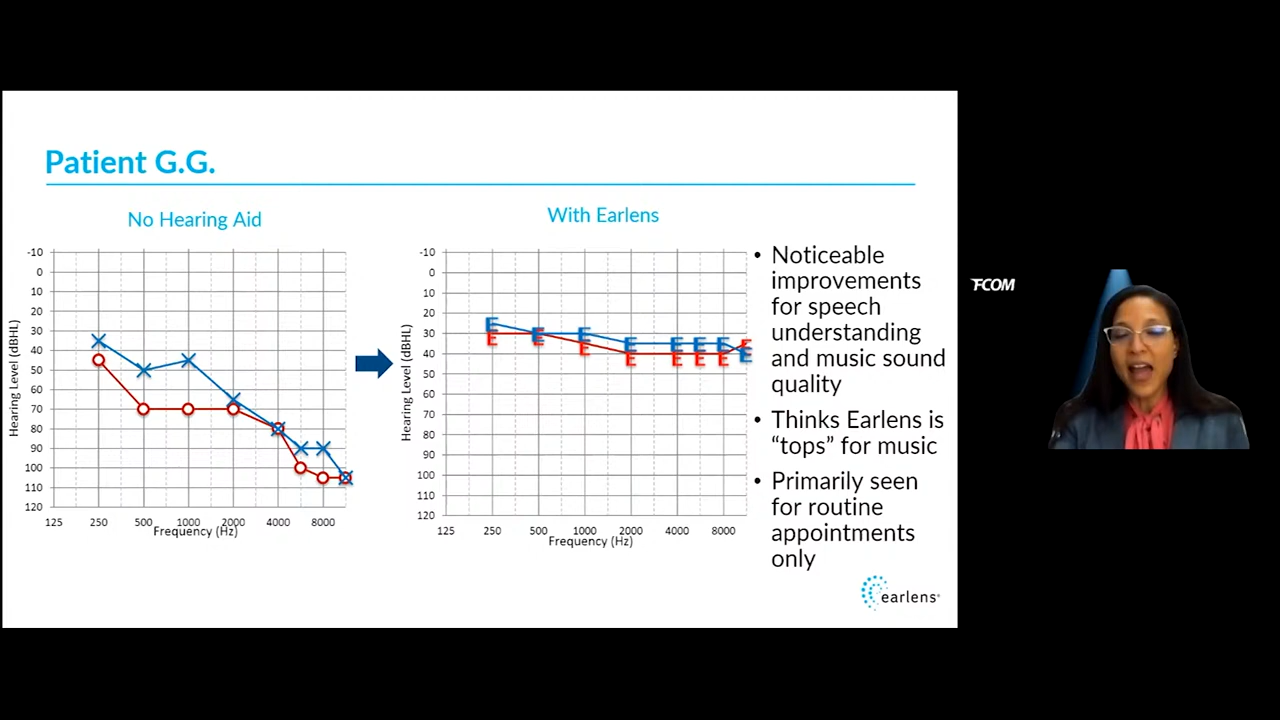 Patient G.G.
No Hearing Aid
-10
0
10
20
30
40
50
60
70
80
90
100
110
120
125 250 500 1000 2000 4000 8000
Frequency (Hz)
Hearing Level (dBHL)
With Earlens
-10
0
10
20
30
40
50
60
70
80
90
100
110
120
125 250 500 1000 2000 4000 8000
Frequency (Hz)
Hearing Level (dBHL)
E E E E E E E E
E E E E E E E E
• Noticeable
improvements
for speech
understanding
and music sound
quality
• Thinks Earlens is
“tops” for music
• Primarily seen
for routine
appointments
only
earlens®
FCOM